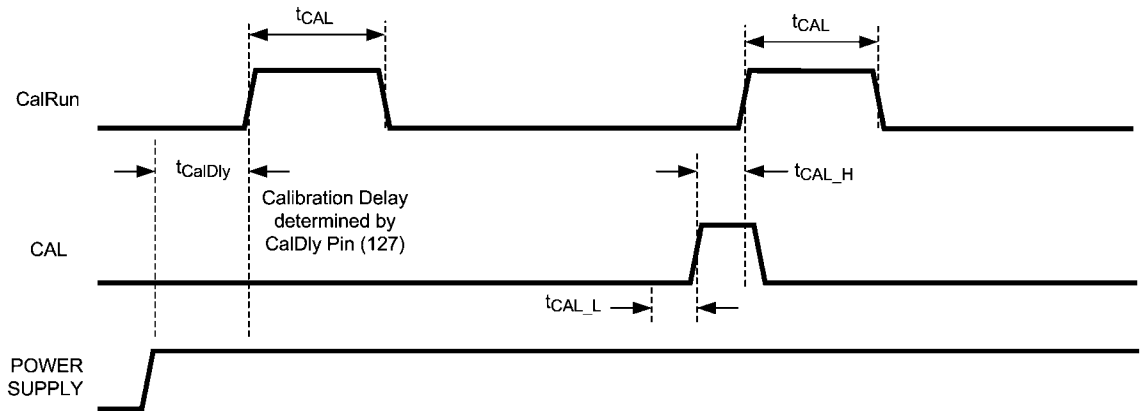 tCAL
tCAL
CalRun
tCalDly
tCAL_H
Calibration Delay
determined by
CalDly Pin (127)
CAL
tCAL_L
POWER
SUPPLY